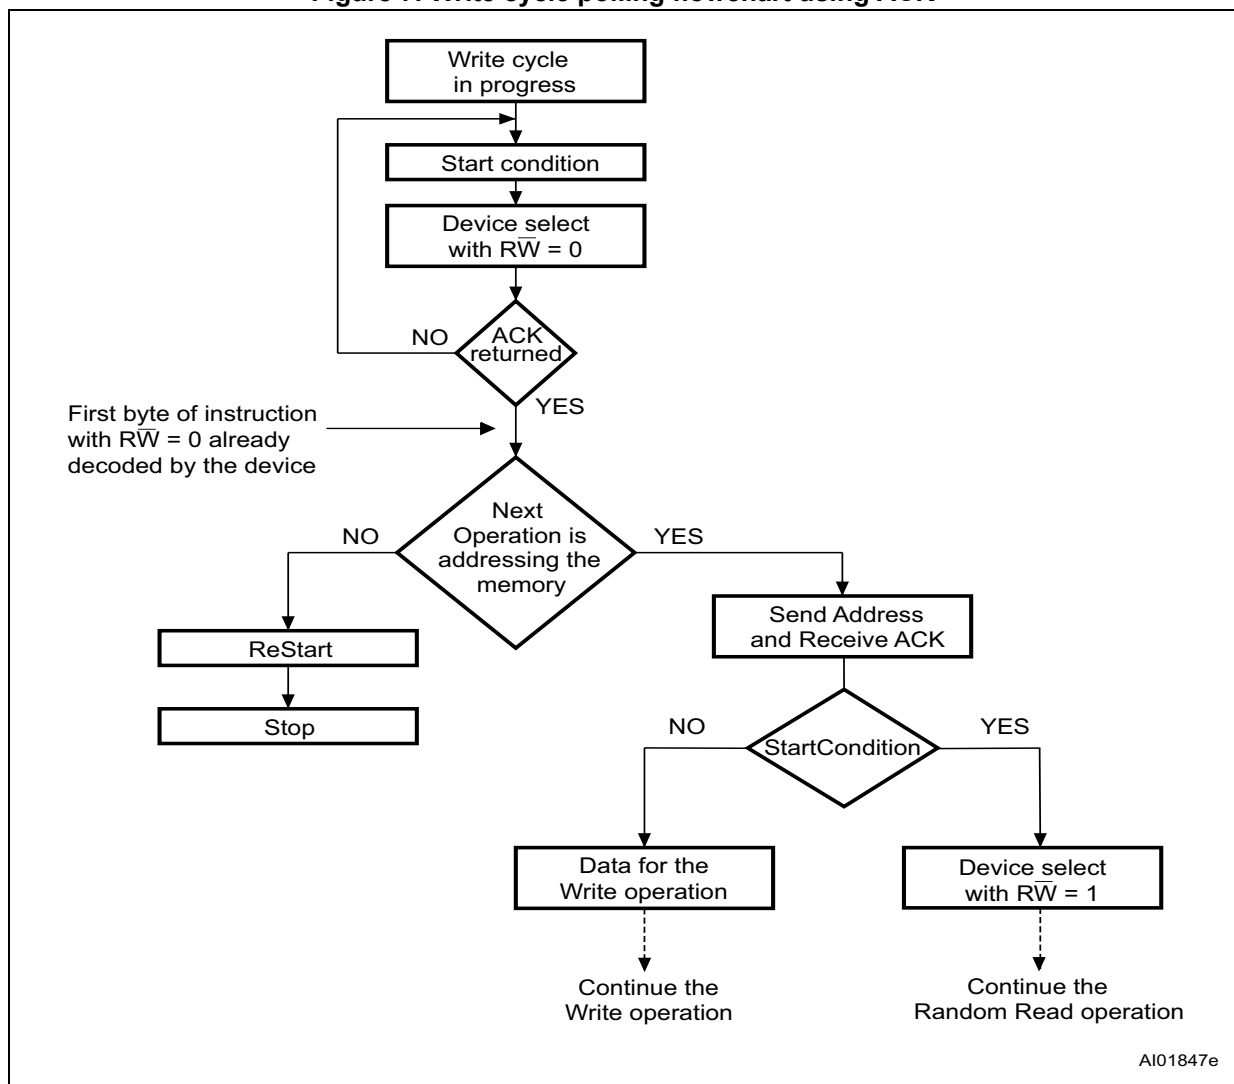 Write cycle
in progress
Start condition
Device select
with RW̅ = 0
ACK
returned
NO
YES
First byte of instruction
with RW̅ = 0 already
decoded by the device
Next
Operation is
addressing the
memory
NO
YES
Send Address
and Receive ACK
ReStart
Stop
StartCondition
NO
YES
Data for the
Write operation
Device select
with RW̅ = 1
Continue the
Write operation
Continue the
Random Read operation
AI01847e